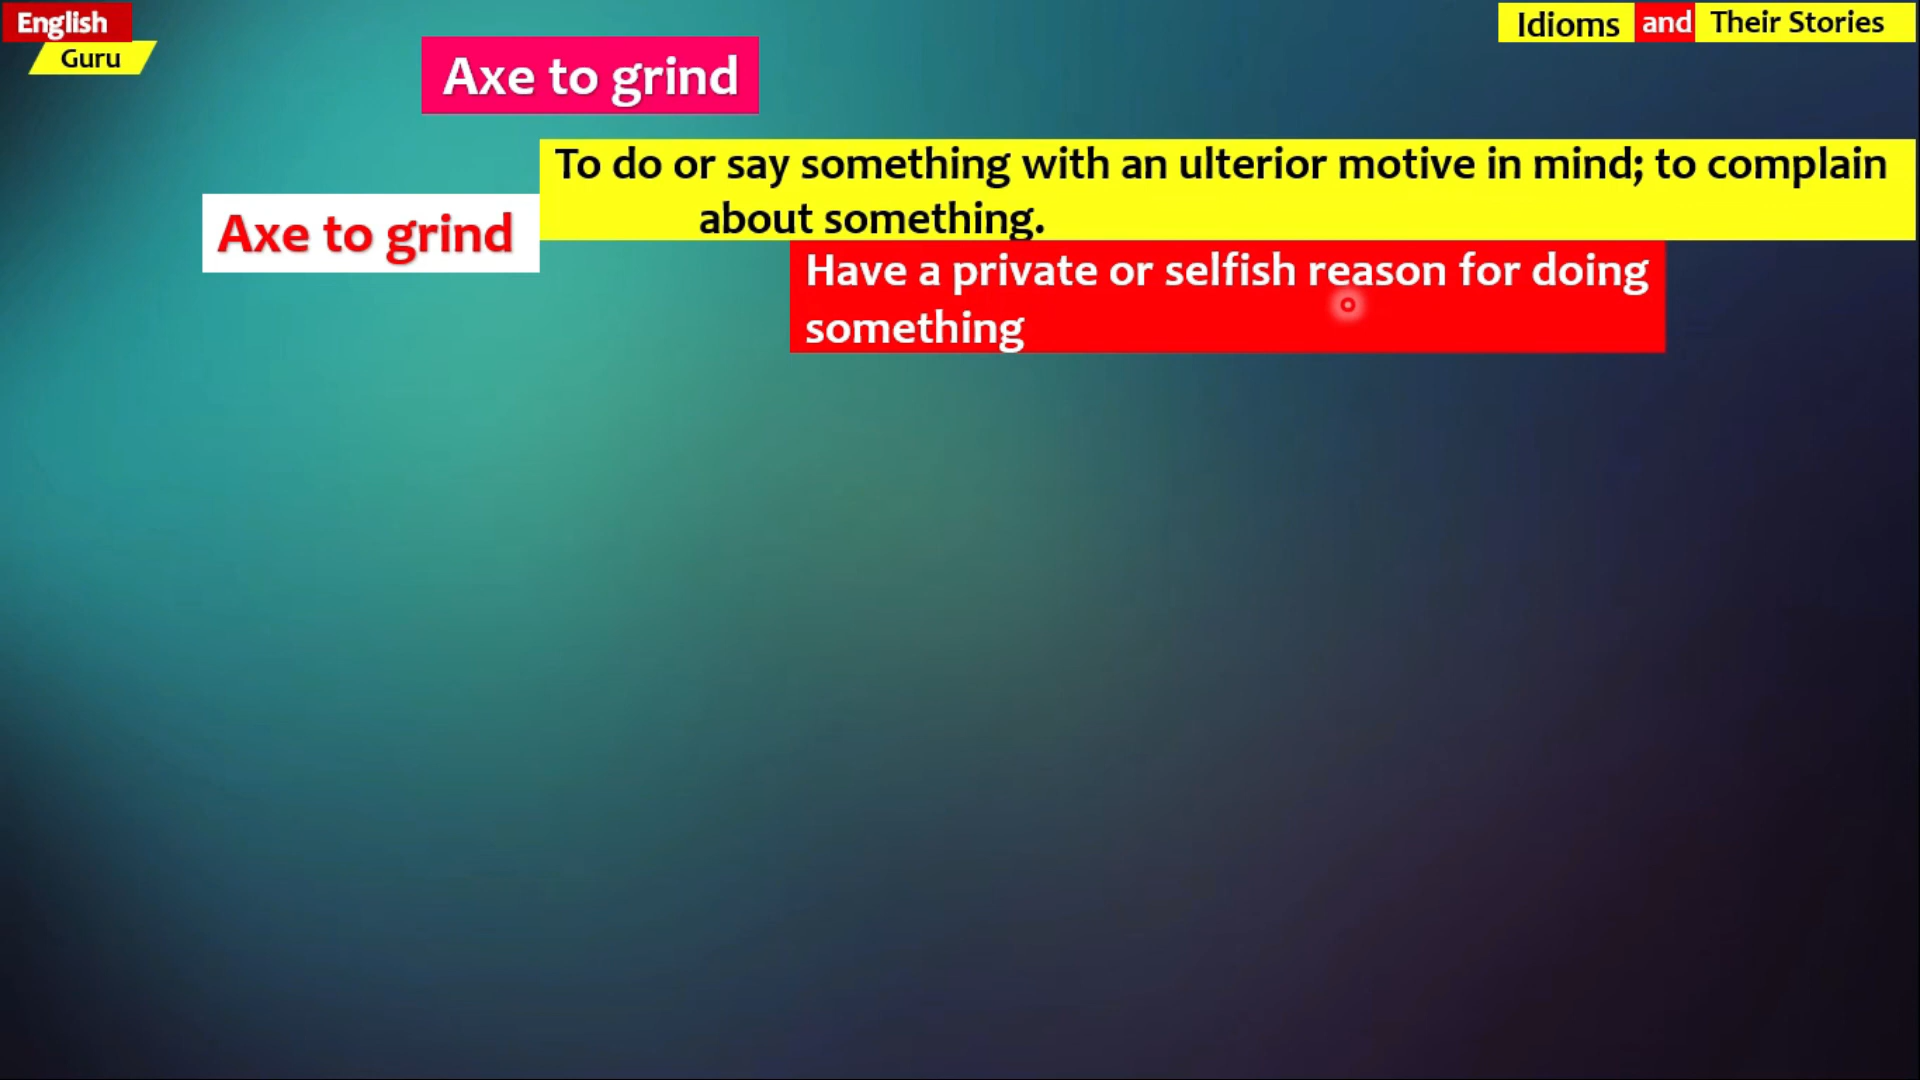 English
Guru
Idioms and Their Stories
Axe to grind
To do or say something with an ulterior motive in mind; to complain
about something.
Axe to grind
Have a private or selfish reason for doing
something